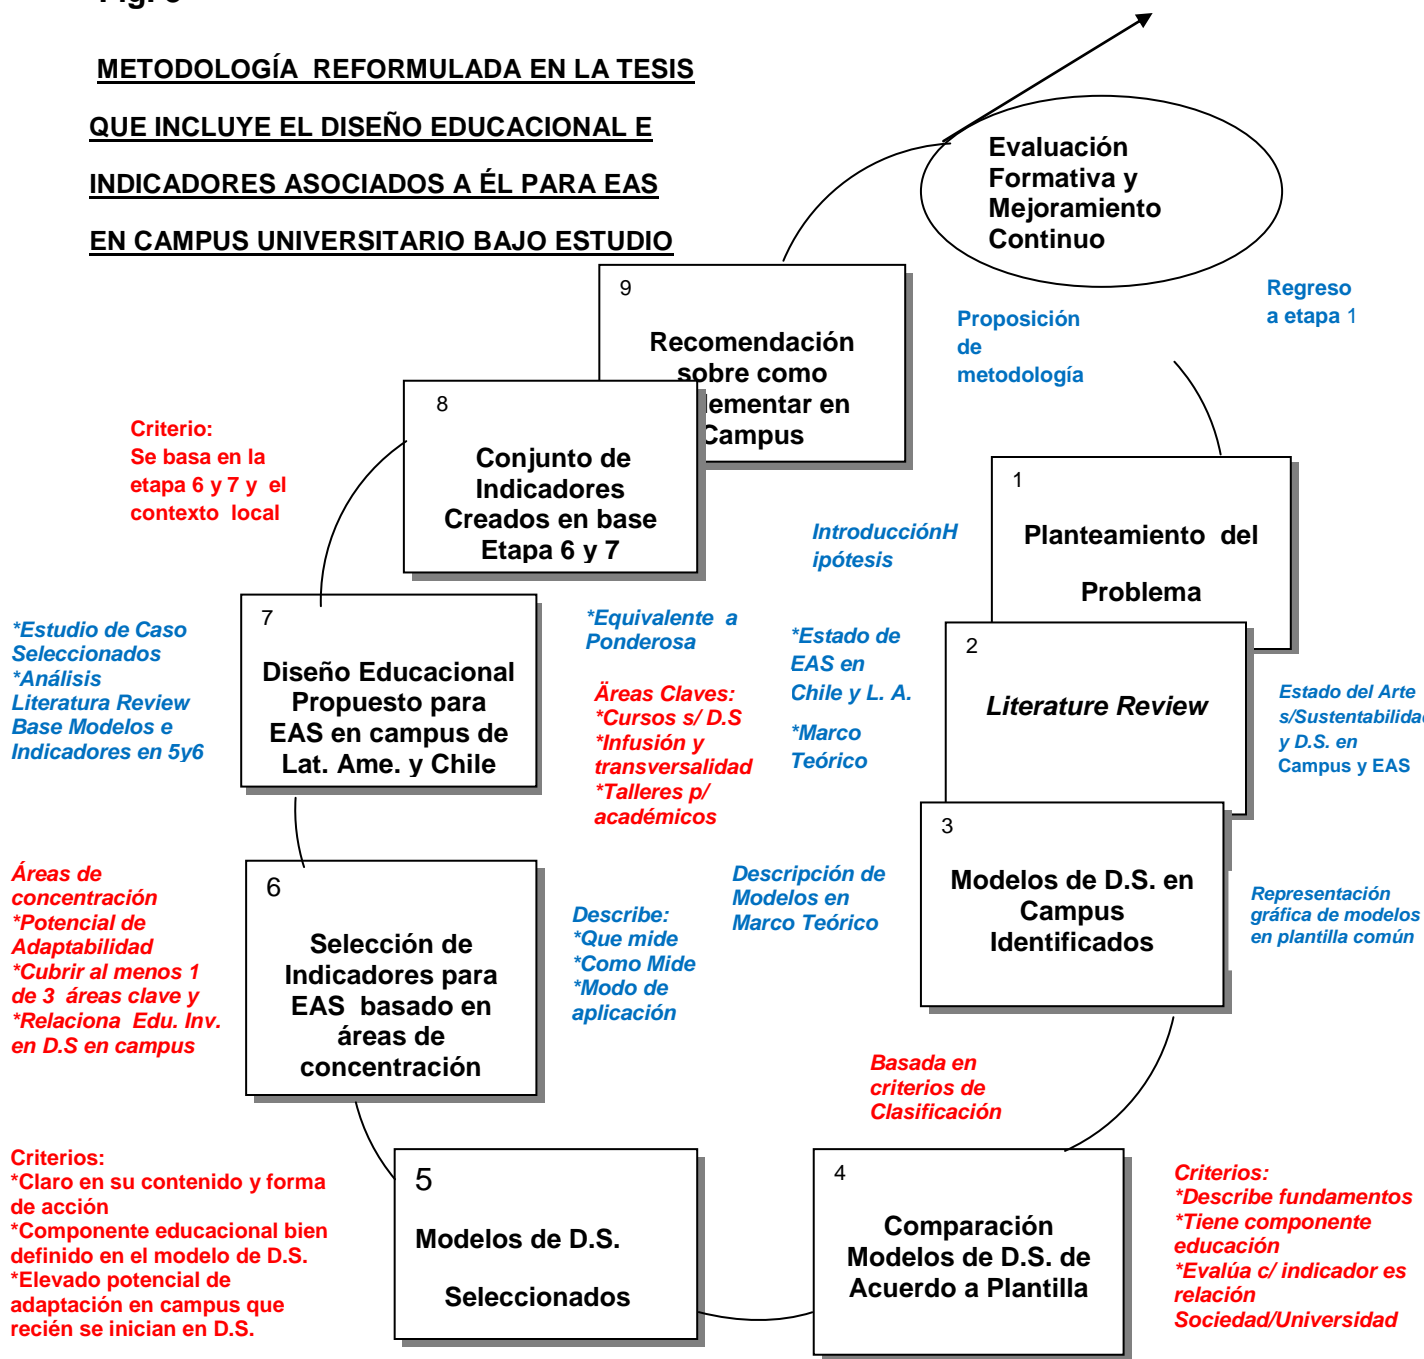 METODOLOGÍA REFORMULADA EN LA TESIS
QUE INCLUYE EL DISEÑO EDUCACIONAL E
INDICADORES ASOCIADOS A ÉL PARA EAS
EN CAMPUS UNIVERSITARIO BAJO ESTUDIO
Evaluación
Formativa y
Mejoramiento
Continuo
Regreso
a etapa 1
Proposición
de
metodología
9
Recomendación
sobre como
lementar en
Campus
8
Conjunto de
Indicadores
Creados en base
Etapa 6 y 7
Criterio:
Se basa en la
etapa 6 y 7 y el
contexto local
1
Planteamiento del
Problema
IntroducciónH
ipótesis
7
Diseño Educacional
Propuesto para
EAS en campus de
Lat. Ame. y Chile
*Estudio de Caso
Seleccionados
*Análisis
Literatura Review
Base Modelos e
Indicadores en 5y6
*Equivalente a
Ponderosa
Äreas Claves:
*Cursos s/ D.S
*Infusión y
transversalidad
*Talleres p/
académicos
*Estado de
EAS en
Chile y L. A.
*Marco
Teórico
2
Literature Review
Estado del Arte
s/Sustentabilidad
y D.S. en
Campus y EAS
3
Modelos de D.S. en
Campus
Identificados
Descripción de
Modelos en
Marco Teórico
Representación
gráfica de modelos
en plantilla común
6
Selección de
Indicadores para
EAS basado en
áreas de
concentración
Áreas de
concentración
*Potencial de
Adaptabilidad
*Cubrir al menos 1
de 3 áreas clave y
*Relaciona Edu. Inv.
en D.S en campus
Describe:
*Que mide
*Como Mide
*Modo de
aplicación
Basada en
criterios de
Clasificación
Criterios:
*Claro en su contenido y forma
de acción
*Componente educacional bien
definido en el modelo de D.S.
*Elevado potencial de
adaptación en campus que
recién se inician en D.S.
5
Modelos de D.S.
Seleccionados
4
Comparación
Modelos de D.S. de
Acuerdo a Plantilla
Criterios:
*Describe fundamentos
*Tiene componente
educación
*Evalúa c/ indicador es
relación
Sociedad/Universidad